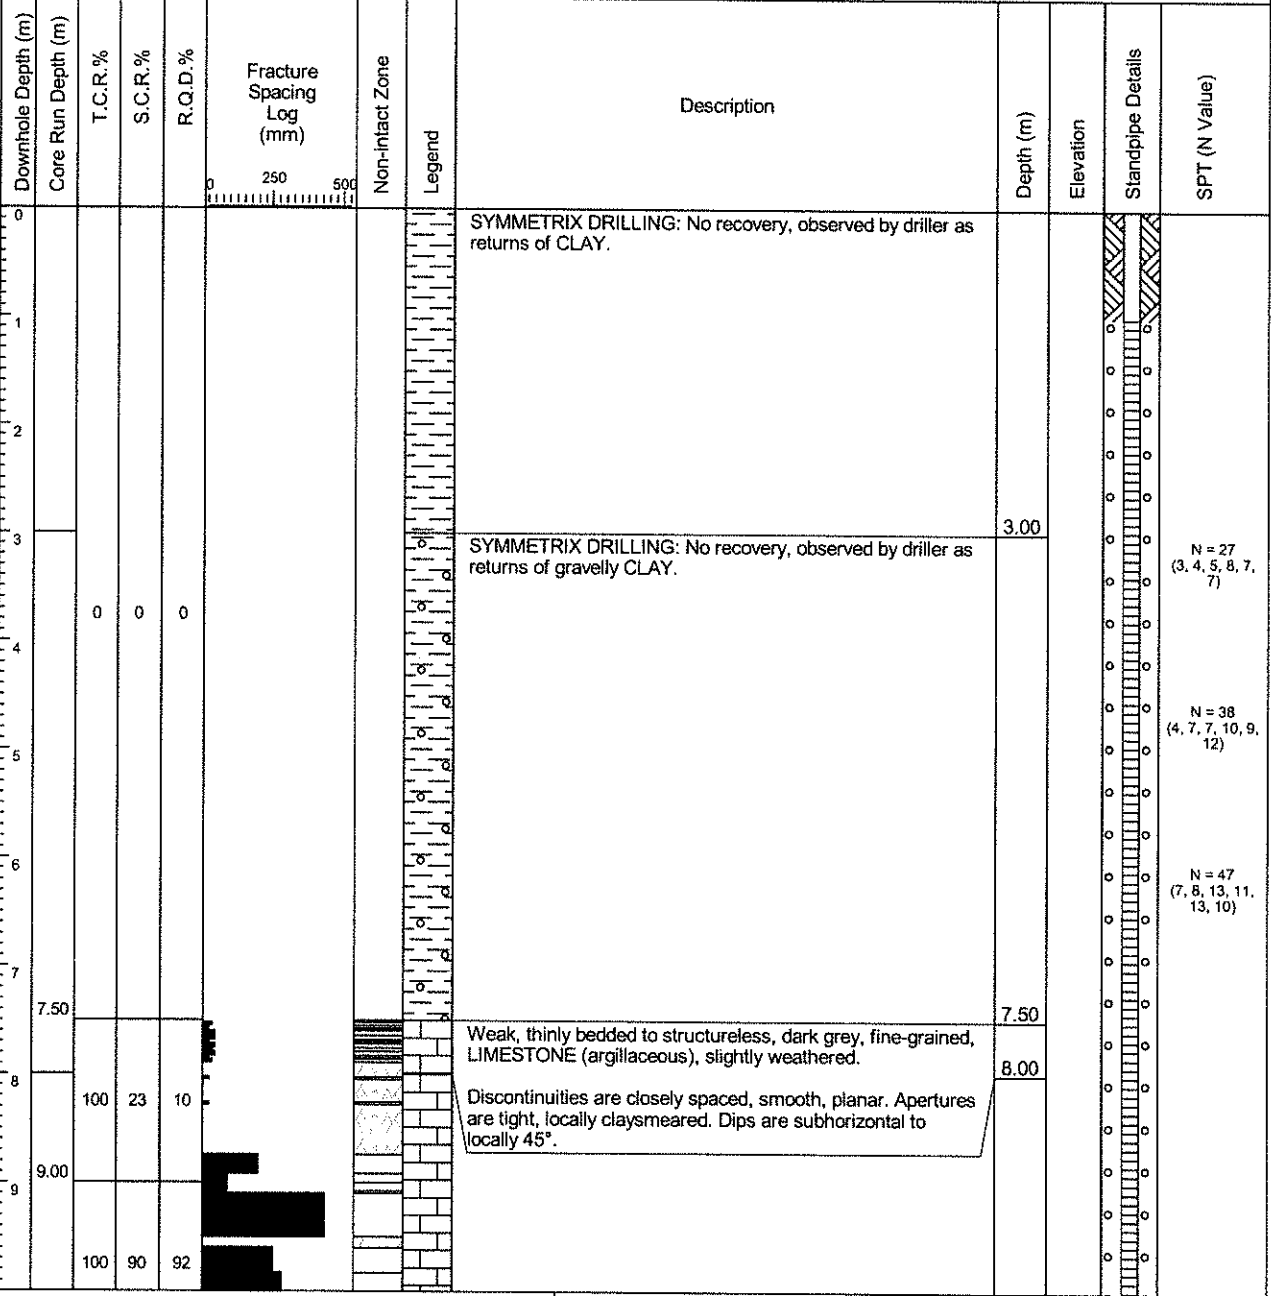 Downhole Depth (m)
Core Run Depth (m)
T.C.R.%
S.C.R.%
R.Q.D.%
Fracture
Spacing
Log
(mm)
0 250 500
Non-intact Zone
Legend
Description
Depth (m)
Elevation
Standpipe Details
SPT (N Value)
0
SYMMETRIX DRILLING: No recovery, observed by driller as
returns of CLAY.
1
2
3
3.00
SYMMETRIX DRILLING: No recovery, observed by driller as
returns of gravelly CLAY.
N = 27
(3, 4, 5, 8, 7,
7)
0 0 0
4
N = 38
(4, 7, 7, 10, 9,
12)
5
6
N = 47
(7, 8, 13, 11,
13, 10)
7
7.50
7.50
Weak, thinly bedded to structureless, dark grey, fine-grained,
LIMESTONE (argillaceous), slightly weathered.
8
8.00
100 23 10
Discontinuities are closely spaced, smooth, planar. Apertures
are tight, locally claysmeared. Dips are subhorizontal to
locally 45°.
9.00
9
100 90 92